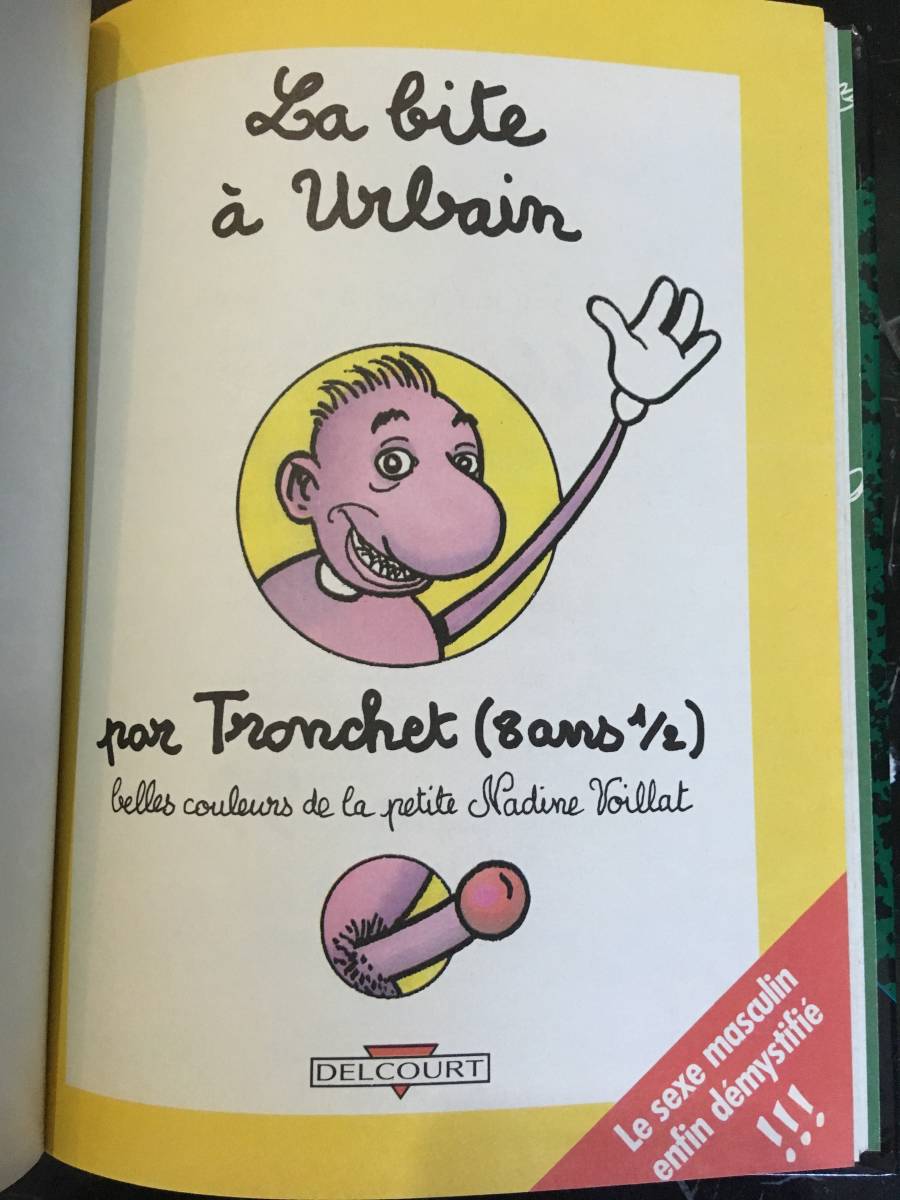 La bite
à Urbain
par Tronchet (8 ans 1/2)
belles couleurs de la petite Nadine Voillat
DELCOURT
Le sexe masculin
enfin démystifié
!!!